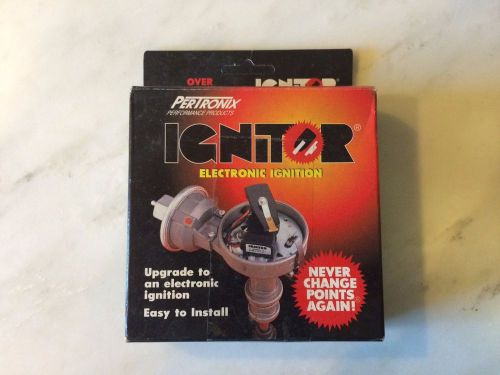 OVER
IGNITOR
PERTRONIX
PERFORMANCE PRODUCTS
IGNITOR®
ELECTRONIC IGNITION
Upgrade to
an electronic
ignition
Easy to Install
NEVER
CHANGE
POINTS
AGAIN!